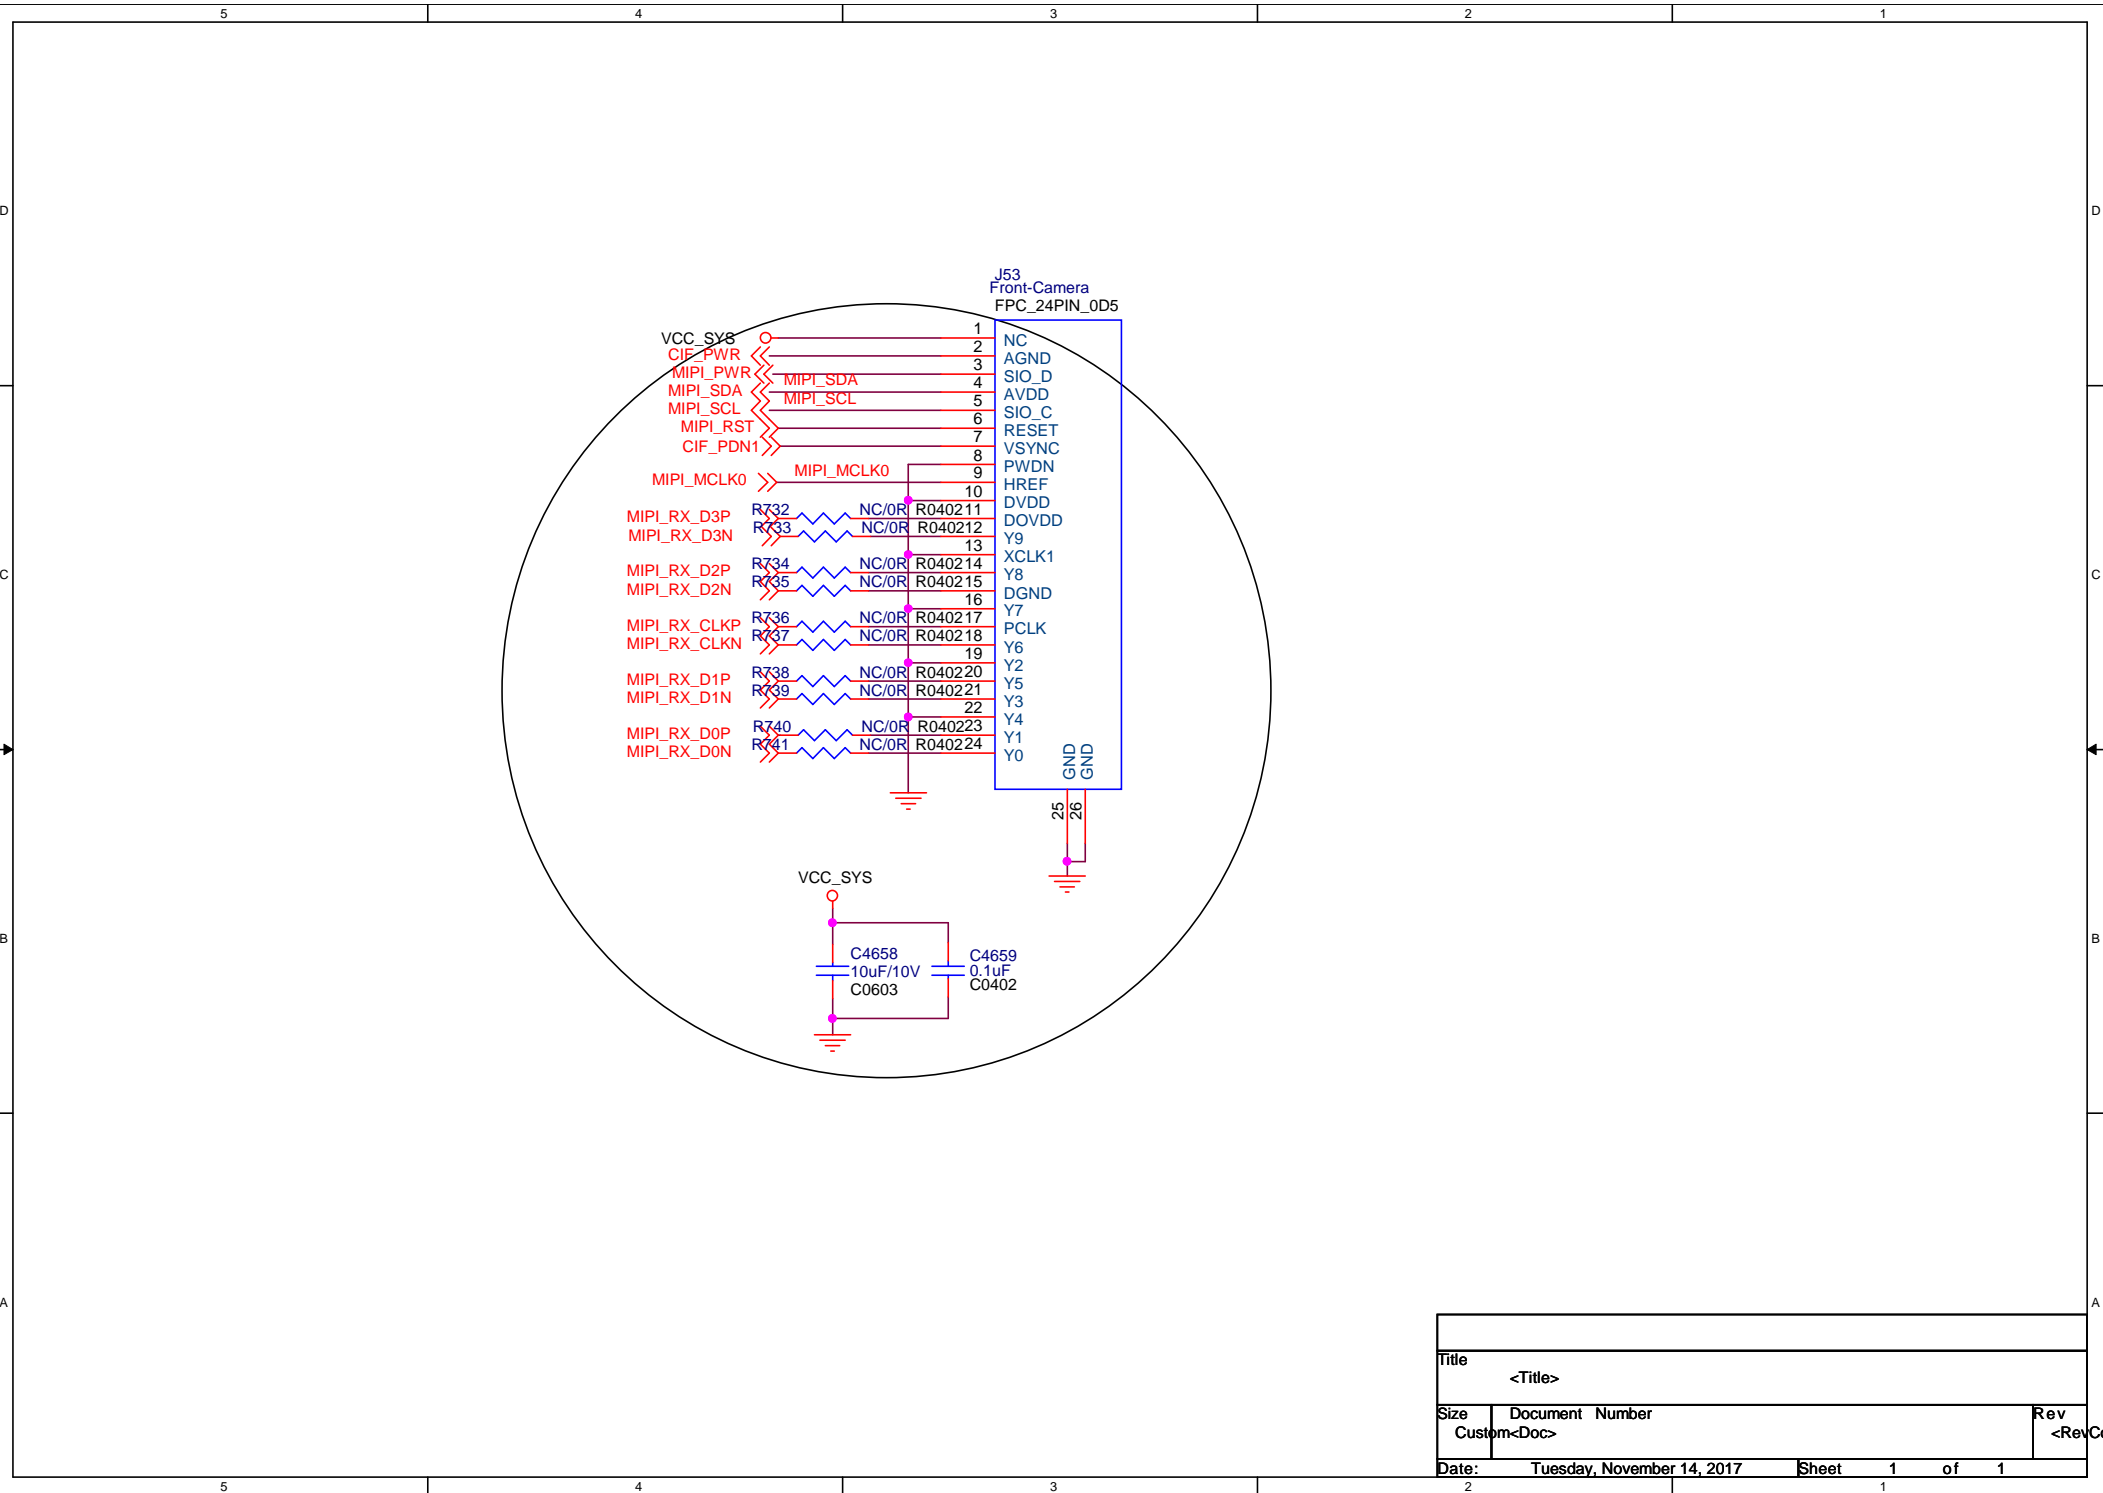 5 4 3 2 1
D D
C C
B B
A A
J53
Front-Camera
FPC_24PIN_0D5
VCC_SYS 1 NC
CIF_PWR 2 AGND
MIPI_PWR 3 SIO_D
MIPI_SDA MIPI_SDA 4 AVDD
MIPI_SCL MIPI_SCL 5 SIO_C
MIPI_RST 6 RESET
CIF_PDN1 7 VSYNC
8 PWDN
MIPI_MCLK0 MIPI_MCLK0 9 HREF
10 DVDD
MIPI_RX_D3P R732 NC/0R R0402 11 DOVDD
MIPI_RX_D3N R733 NC/0R R0402 12 Y9
13 XCLK1
MIPI_RX_D2P R734 NC/0R R0402 14 Y8
MIPI_RX_D2N R735 NC/0R R0402 15 DGND
16 Y7
MIPI_RX_CLKP R736 NC/0R R0402 17 PCLK
MIPI_RX_CLKN R737 NC/0R R0402 18 Y6
19 Y2
MIPI_RX_D1P R738 NC/0R R0402 20 Y5
MIPI_RX_D1N R739 NC/0R R0402 21 Y3
22 Y4
MIPI_RX_D0P R740 NC/0R R0402 23 Y1
MIPI_RX_D0N R741 NC/0R R0402 24 Y0
GND GND
25 26
VCC_SYS
C4658
10uF/10V
C0603
C4659
0.1uF
C0402
Title
<Title>
Size Document Number Rev
Custom <Doc> <RevCo
Date: Tuesday, November 14, 2017 Sheet 1 of 1
5 4 3 2 1